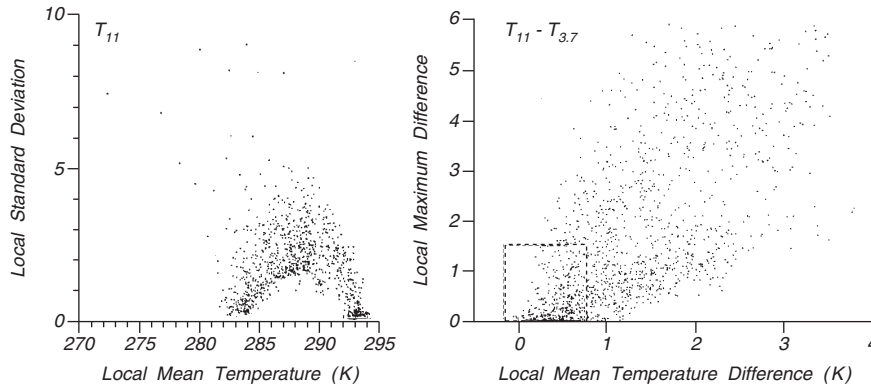 T11
Local Standard Deviation
10
5
0
270 275 280 285 290 295
Local Mean Temperature (K)
T11 - T3.7
Local Maximum Difference
6
5
4
3
2
1
0
0 1 2 3 4
Local Mean Temperature Difference (K)